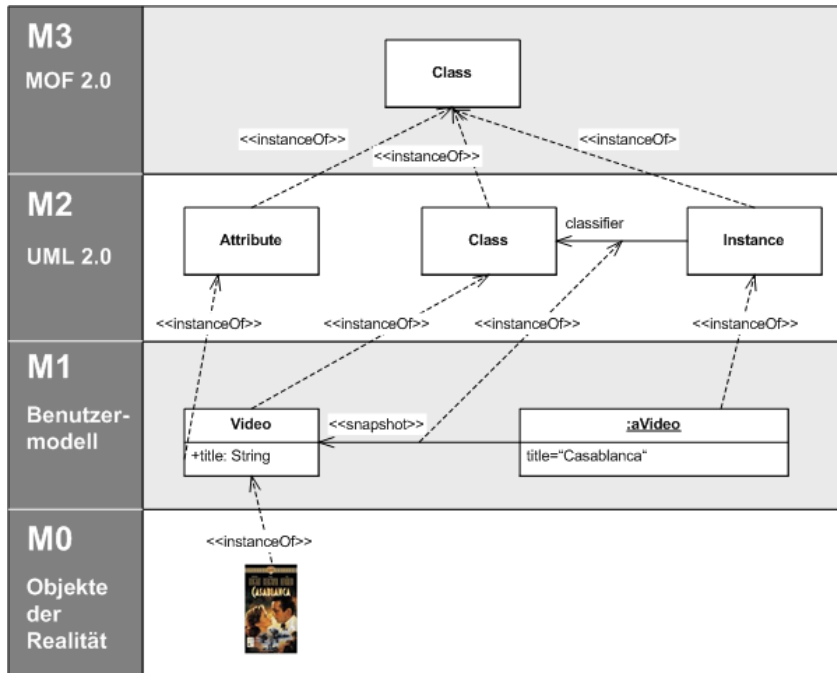 M3
MOF 2.0
Class
<<instanceOf>>
<<instanceOf>>
<<instanceOf>
M2
UML 2.0
Attribute
Class
classifier
Instance
<<instanceOf>>
<<instanceOf>>
<<instanceOf>>
<<instanceOf>>
M1
Benutzer-
modell
Video
+title: String
<<snapshot>>
:aVideo
title=“Casablanca“
M0
Objekte
der
Realität
<<instanceOf>>
CASABLANCA